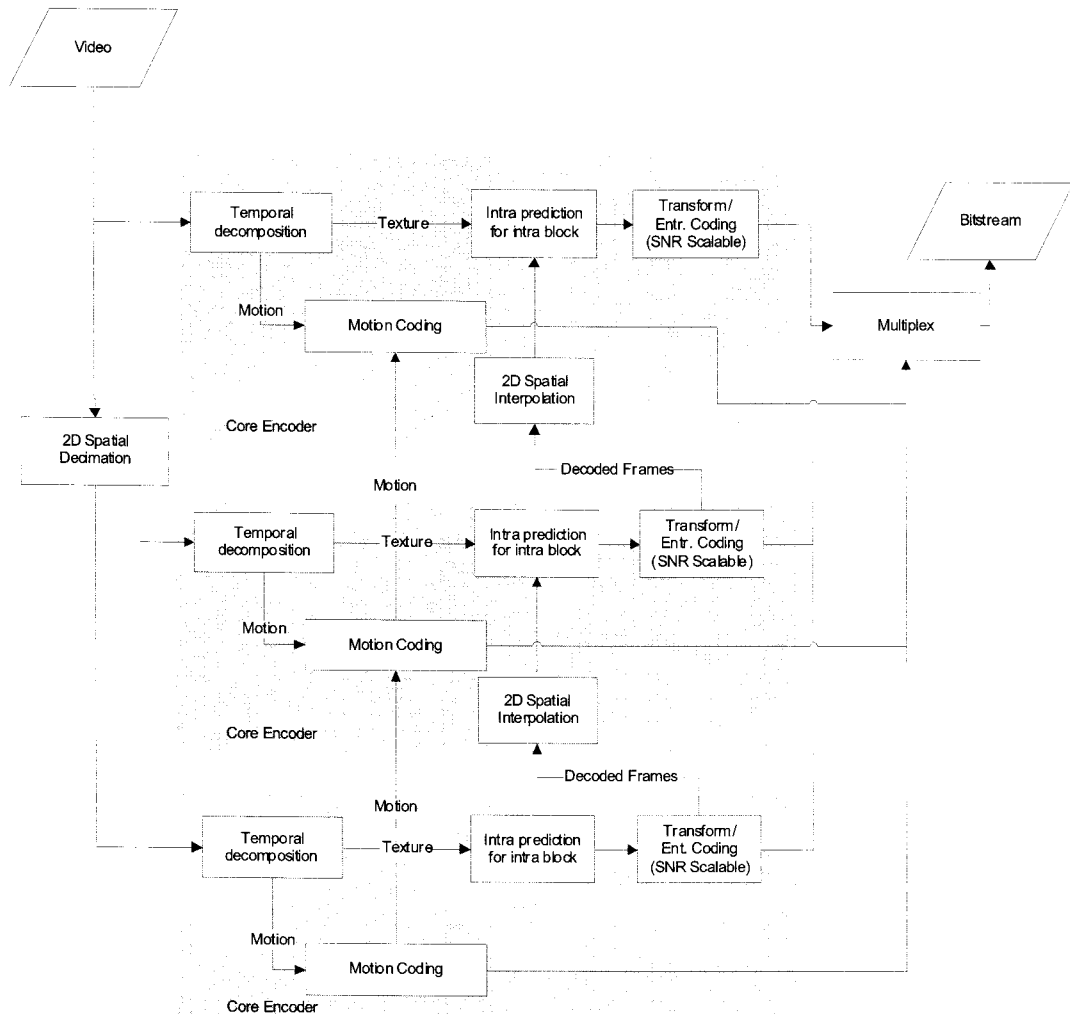 Video
Temporal
decomposition
Texture
Intra prediction
for intra block
Transform/
Entr. Coding
(SNR Scalable)
Bitstream
Motion
Motion Coding
Multiplex
2D Spatial
Interpolation
Core Encoder
2D Spatial
Decimation
Decoded Frames
Motion
Temporal
decomposition
Texture
Intra prediction
for intra block
Transform/
Entr. Coding
(SNR Scalable)
Motion
Motion Coding
2D Spatial
Interpolation
Core Encoder
Decoded Frames
Motion
Temporal
decomposition
Texture
Intra prediction
for intra block
Transform/
Ent. Coding
(SNR Scalable)
Motion
Motion Coding
Core Encoder